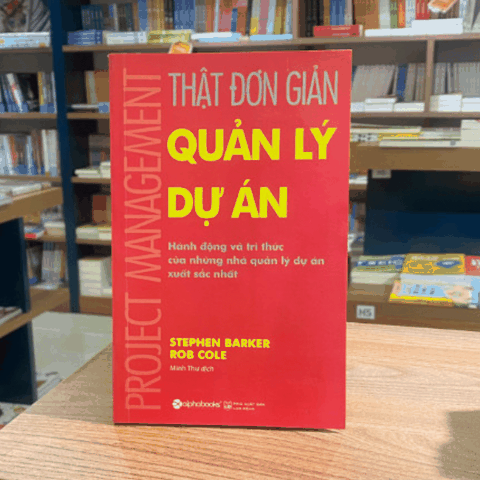 PROJECT MANAGEMENT
THẬT ĐƠN GIẢN
QUẢN LÝ
DỰ ÁN
Hành động và tri thức
của những nhà quản lý dự án
xuất sắc nhất
STEPHEN BARKER
ROB COLE
Minh Thư dịch
alphabooks
H5